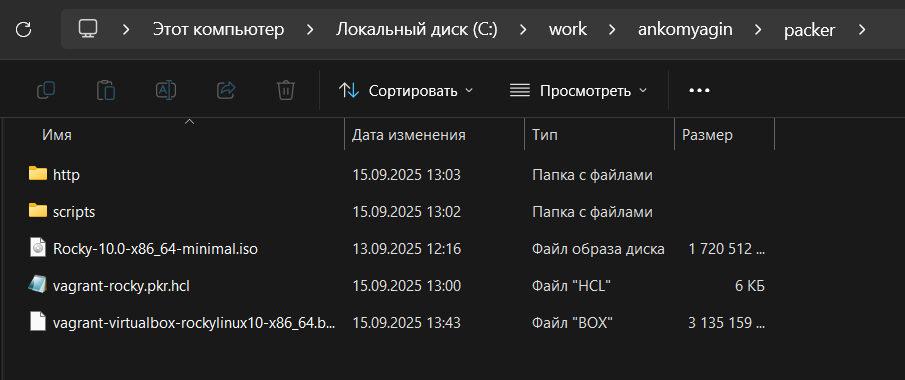 Этот компьютер > Локальный диск (C:) > work > ankomyagin > packer >
Сортировать Просмотреть
Имя Дата изменения Тип Размер
http 15.09.2025 13:03 Папка с файлами
scripts 15.09.2025 13:02 Папка с файлами
Rocky-10.0-x86_64-minimal.iso 13.09.2025 12:16 Файл образа диска 1 720 512 ...
vagrant-rocky.pkr.hcl 15.09.2025 13:00 Файл "HCL" 6 КБ
vagrant-virtualbox-rockylinux10-x86_64.b... 15.09.2025 13:43 Файл "BOX" 3 135 159 ...